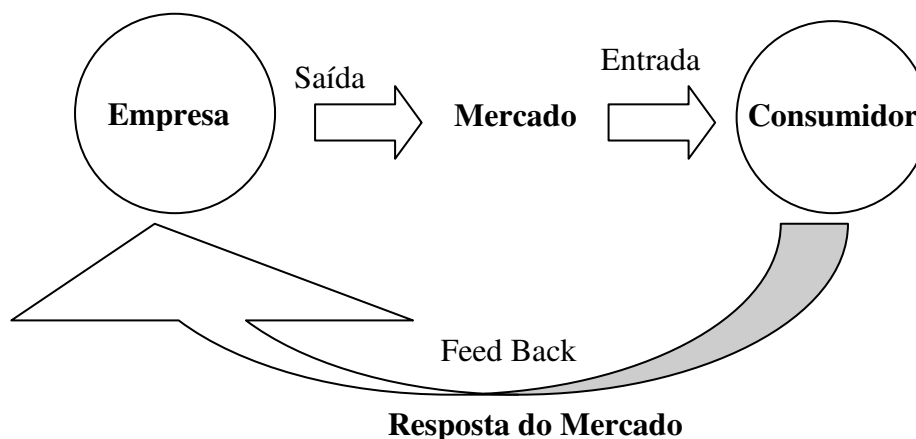 Saída
Entrada
Empresa
Mercado
Consumidor
Feed Back
Resposta do Mercado